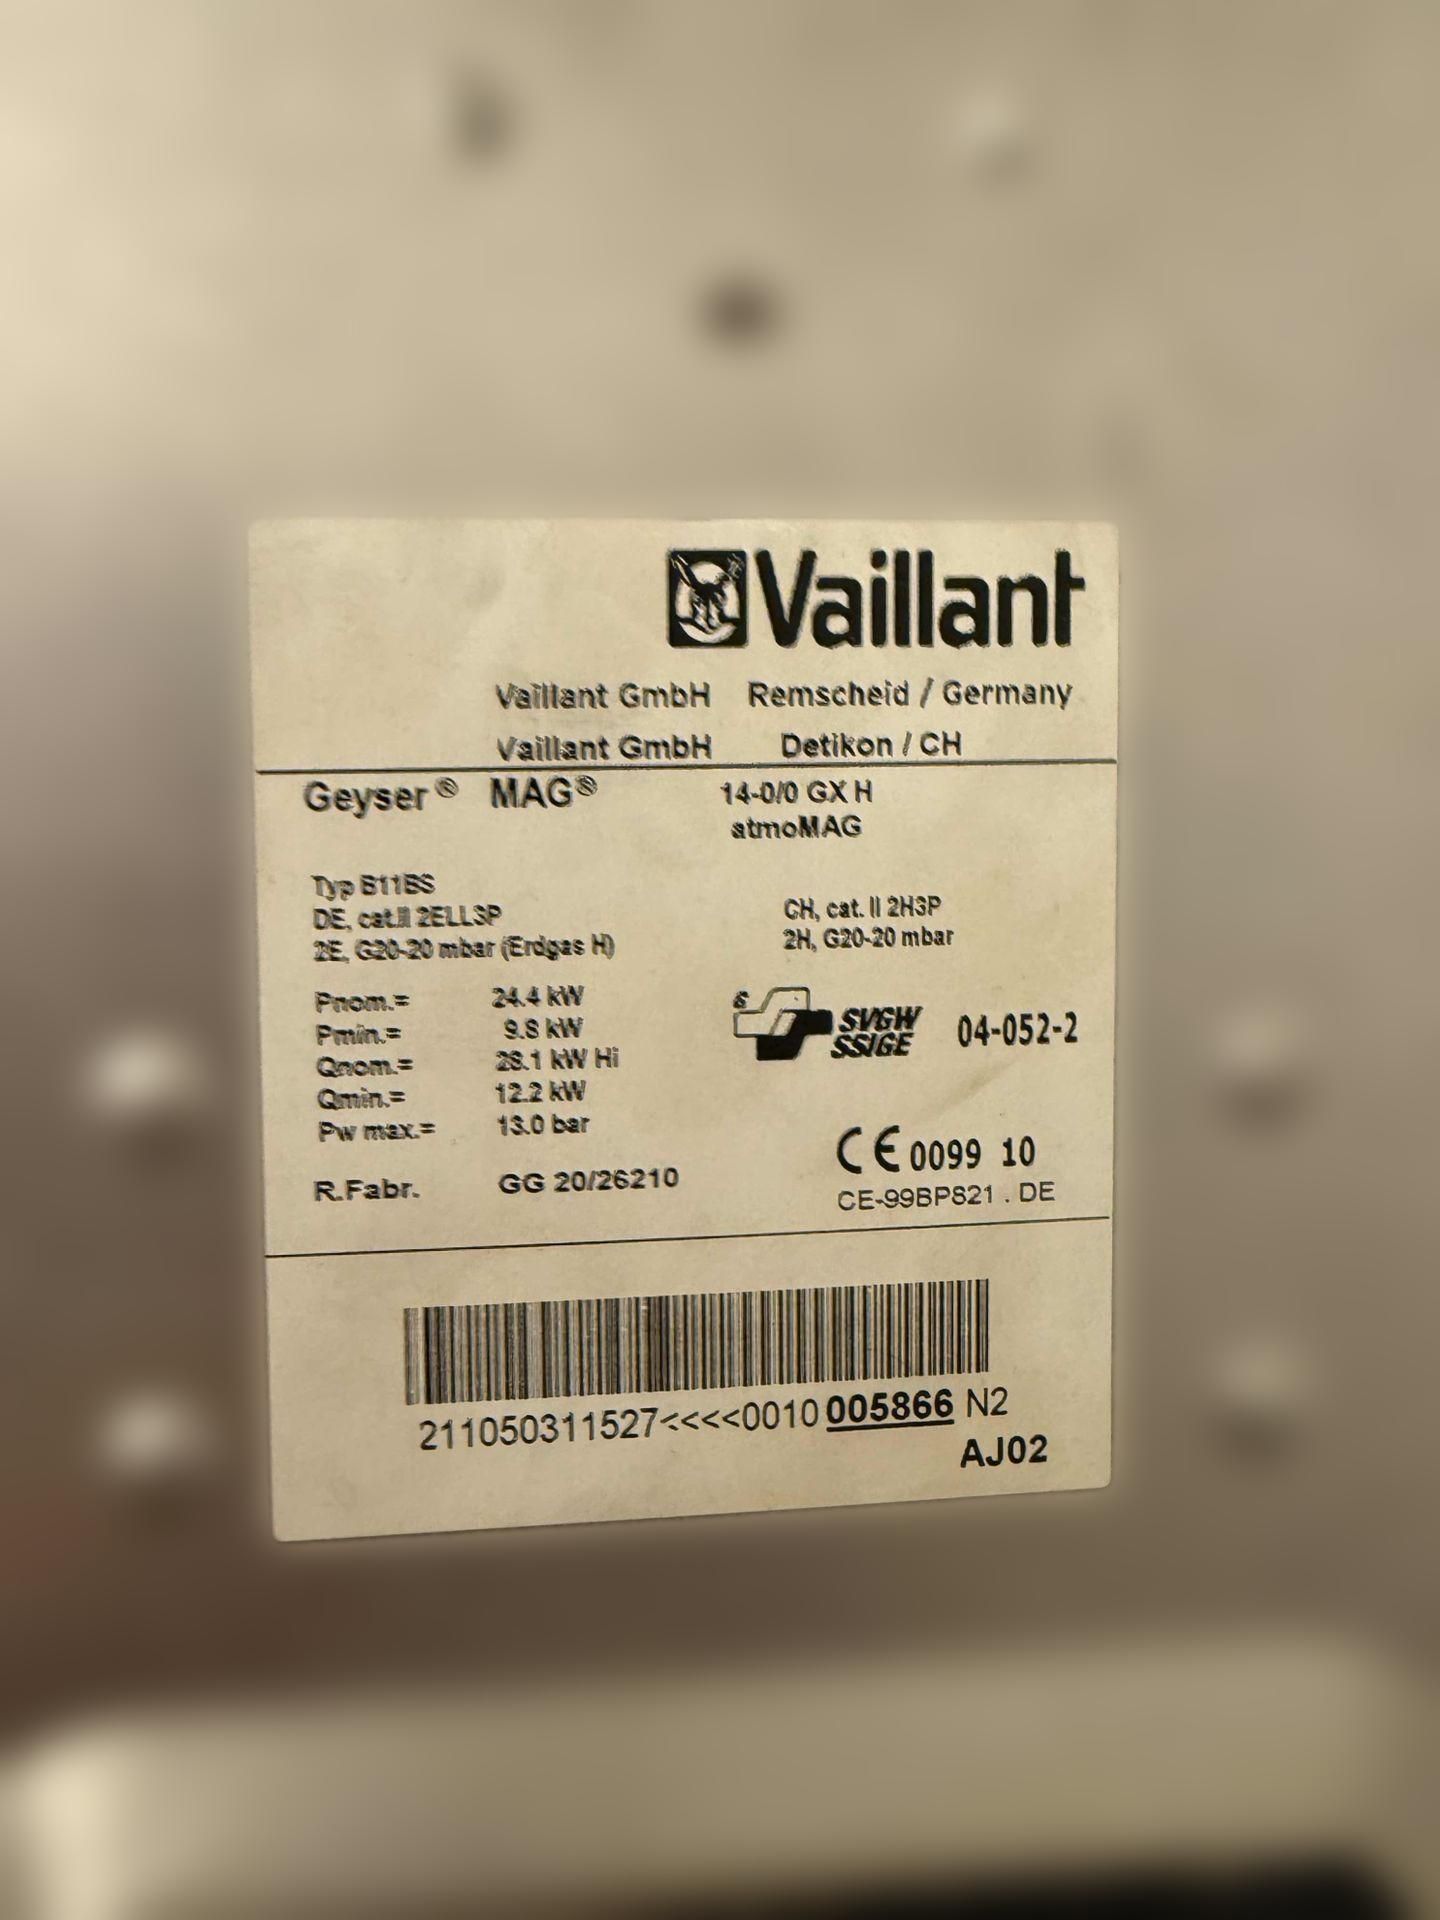 Vaillant
Vaillant GmbH Remscheid / Germany
Vaillant GmbH Detikon / CH
Geyser® MAG® 14-0/0 GX H
atmoMAG
Typ B11BS
DE, cat.II 2ELL3P
2E, G20-20 mbar (Erdgas H)
CH, cat. II 2H3P
2H, G20-20 mbar
Pnom.= 24.4 kW
Pmin.= 9.8 kW
Qnom.= 28.1 kW Hi
Qmin.= 12.2 kW
Pw max.= 13.0 bar
R.Fabr. GG 20/26210
SVGW
SSIGE
04-052-2
CE 0099 10
CE-99BP821 . DE
211050311527<<<<0010005866 N2
AJ02